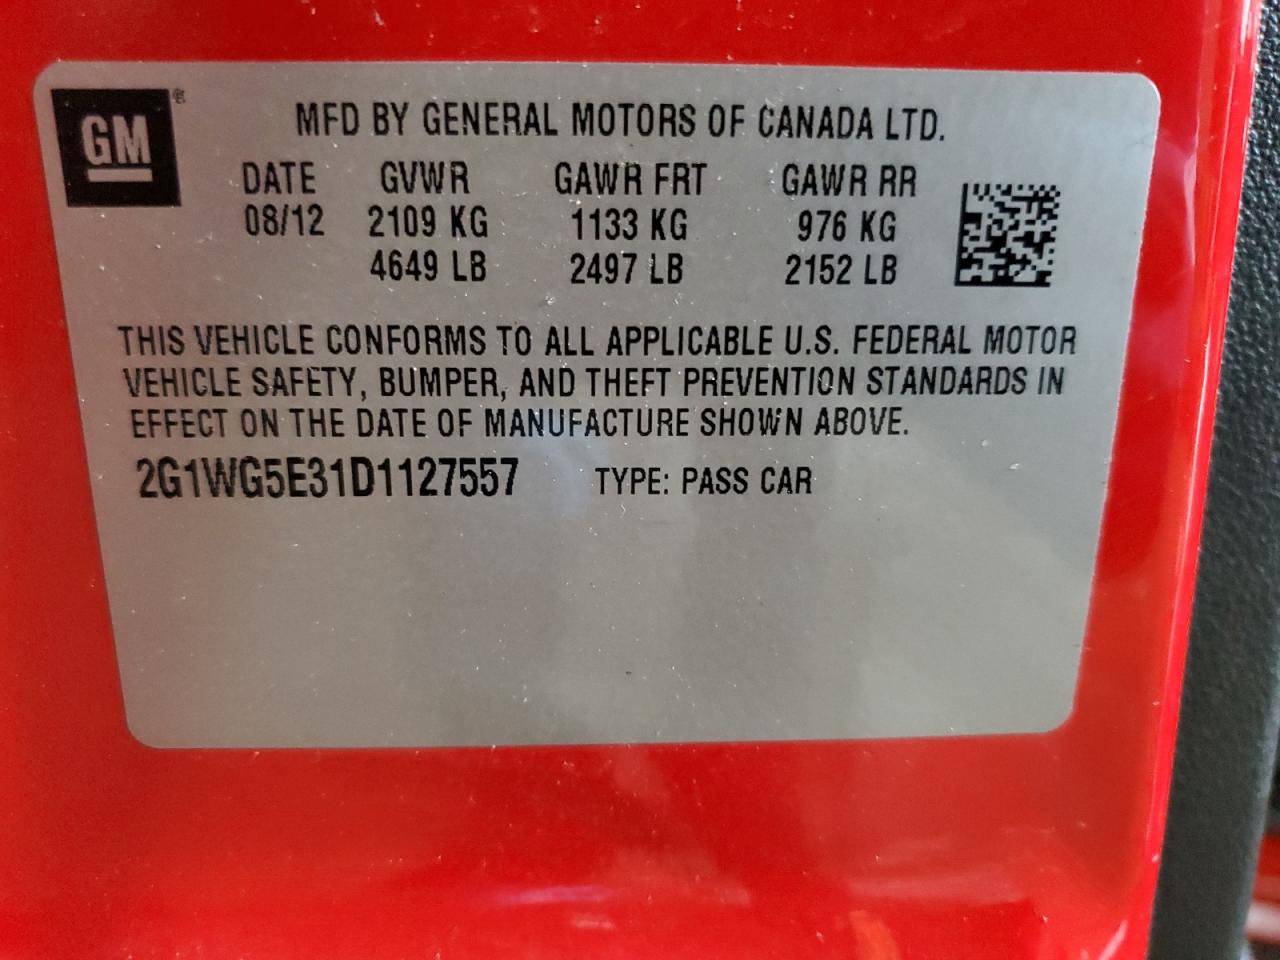 GM®
MFD BY GENERAL MOTORS OF CANADA LTD.
DATE GVWR GAWR FRT GAWR RR
08/12 2109 KG 1133 KG 976 KG
4649 LB 2497 LB 2152 LB
THIS VEHICLE CONFORMS TO ALL APPLICABLE U.S. FEDERAL MOTOR
VEHICLE SAFETY, BUMPER, AND THEFT PREVENTION STANDARDS IN
EFFECT ON THE DATE OF MANUFACTURE SHOWN ABOVE.
2G1WG5E31D1127557 TYPE: PASS CAR